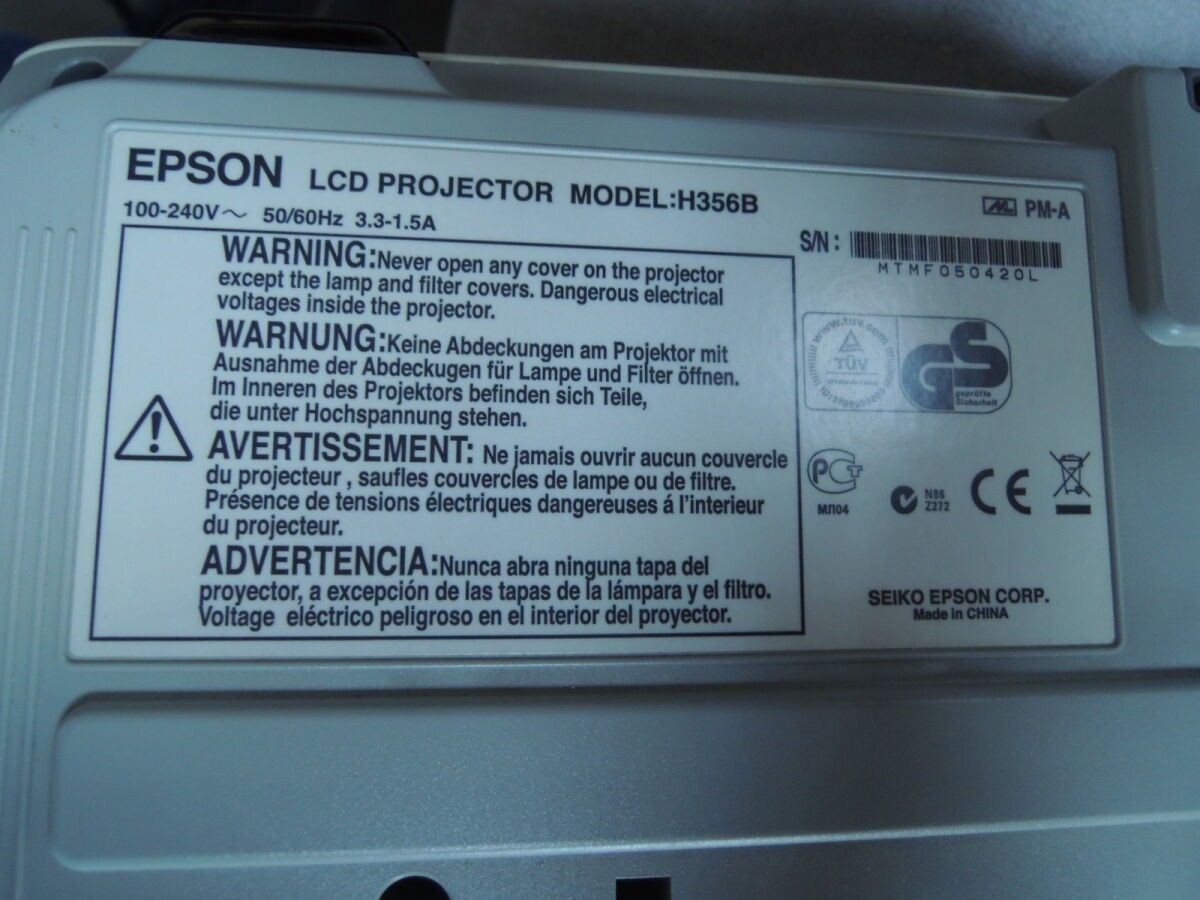 EPSON LCD PROJECTOR MODEL:H356B
PM-A
100-240V～ 50/60Hz 3.3-1.5A
S/N :
MTMF050420L
WARNING:Never open any cover on the projector
except the lamp and filter covers. Dangerous electrical
voltages inside the projector.
WARNUNG:Keine Abdeckungen am Projektor mit
Ausnahme der Abdeckugen für Lampe und Filter öffnen.
Im Inneren des Projektors befinden sich Teile,
die unter Hochspannung stehen.
AVERTISSEMENT: Ne jamais ouvrir aucun couvercle
du projecteur , saufles couvercles de lampe ou de filtre.
Présence de tensions électriques dangereuses á l'interieur
du projecteur.
ADVERTENCIA:Nunca abra ninguna tapa del
proyector, a excepción de las tapas de la lámpara y el filtro.
Voltage eléctrico peligroso en el interior del proyector.
www.tuv.com
TÜV
GS
geprüfte
Sicherheit
PCT
МЛ04
N86
Z272
CE
SEIKO EPSON CORP.
Made in CHINA